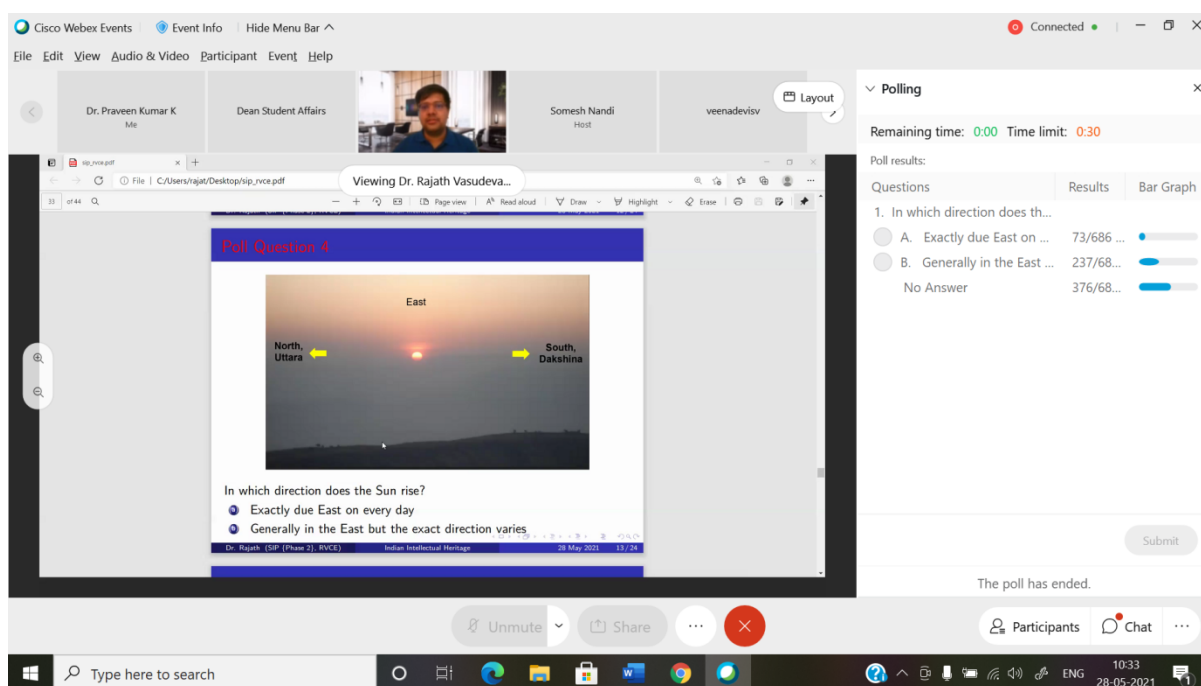 Cisco Webex Events Event Info Hide Menu Bar Connected
File Edit View Audio & Video Participant Event Help
Dr. Praveen Kumar K
Me
Dean Student Affairs
Somesh Nandi
Host
veenadevisv
Layout
sip_rvce.pdf
File | C:/Users/rajat/Desktop/sip_rvce.pdf
Viewing Dr. Rajath Vasudeva...
33 of 44 Page view Read aloud Draw Highlight Erase
Poll Question 4
East
North,
Uttara
South,
Dakshina
In which direction does the Sun rise?
a Exactly due East on every day
b Generally in the East but the exact direction varies
Dr. Rajath (SIP {Phase 2}, RVCE) Indian Intellectual Heritage 28 May 2021 13 / 24
Polling
Remaining time: 0:00 Time limit: 0:30
Poll results:
Questions Results Bar Graph
1. In which direction does th...
A. Exactly due East on ... 73/686 ...
B. Generally in the East ... 237/68...
No Answer 376/68...
Submit
The poll has ended.
Unmute Share ... Participants Chat ...
Type here to search
ENG
10:33
28-05-2021